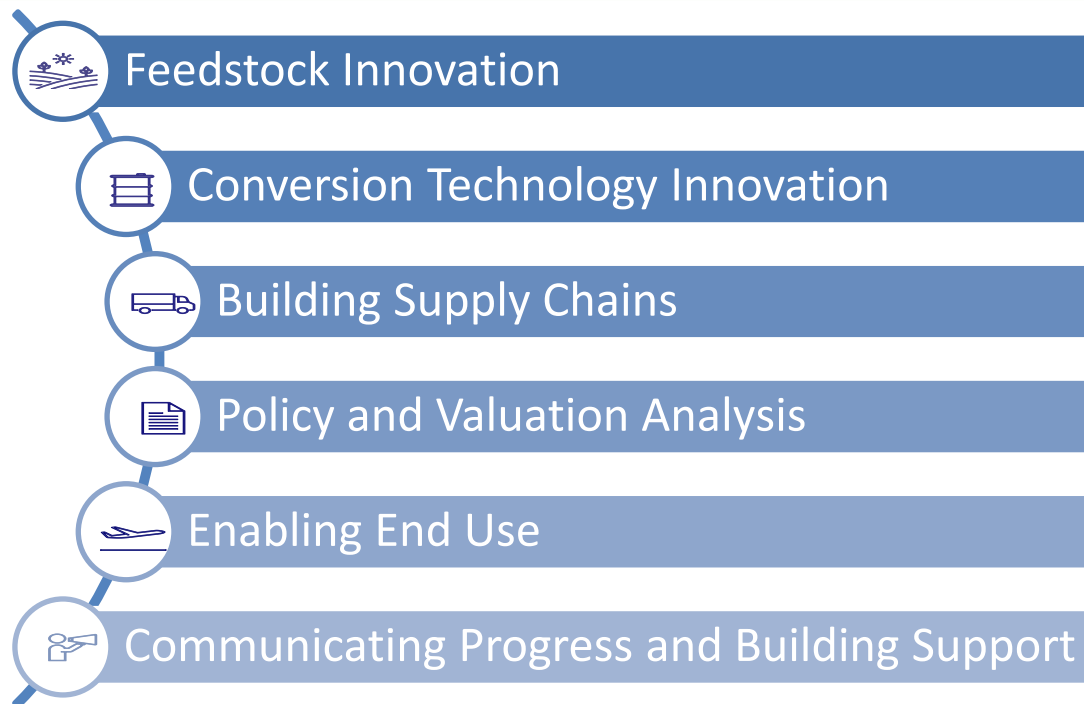 Feedstock Innovation
Conversion Technology Innovation
Building Supply Chains
Policy and Valuation Analysis
Enabling End Use
Communicating Progress and Building Support